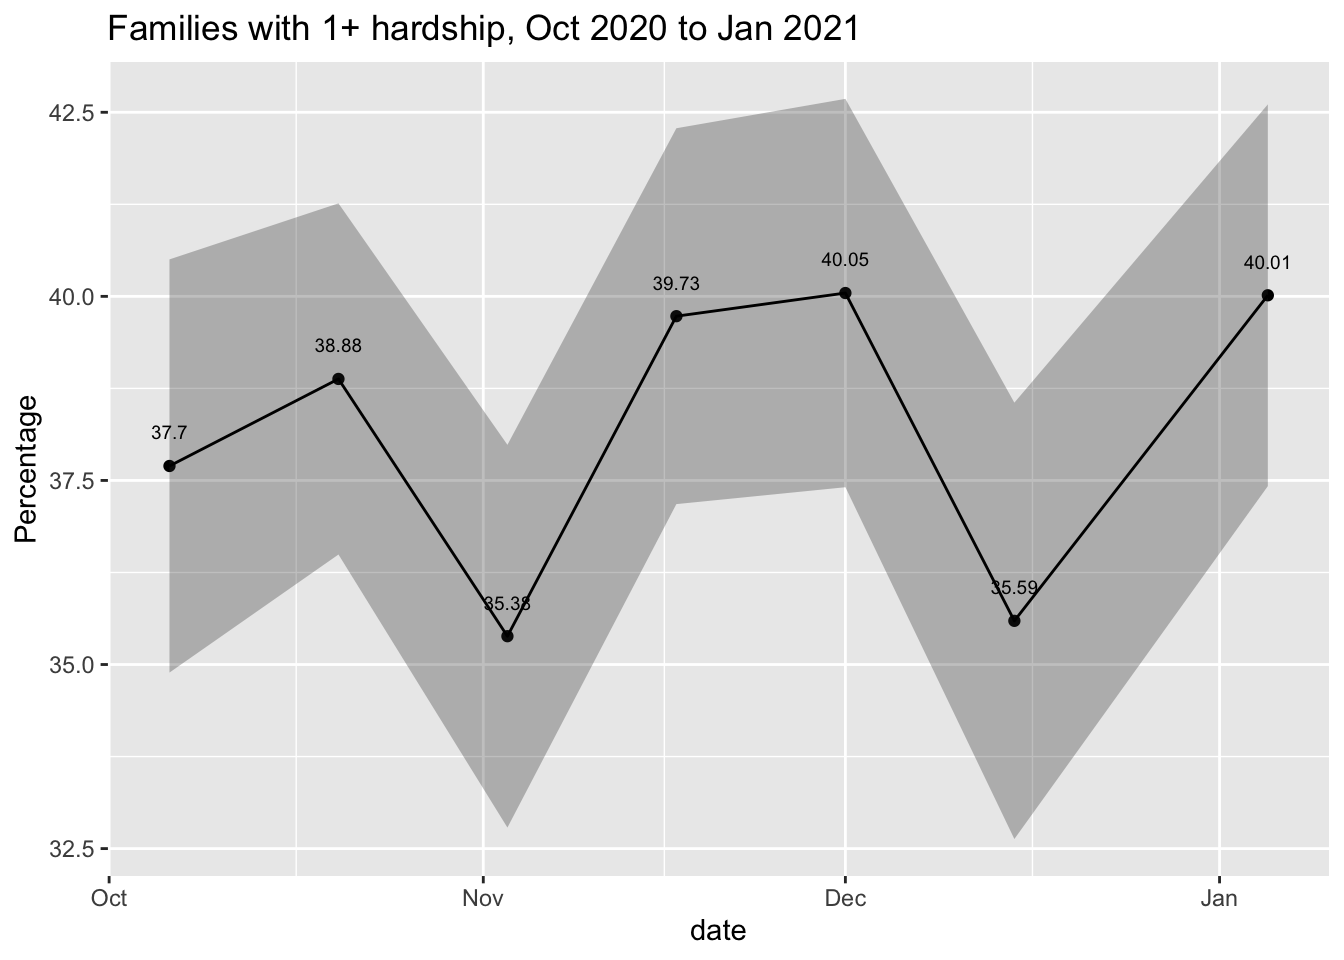 Families with 1+ hardship, Oct 2020 to Jan 2021
42.5
40.0
37.5
35.0
32.5
Percentage
37.7
38.88
35.38
39.73
40.05
35.59
40.01
Oct
Nov
Dec
Jan
date